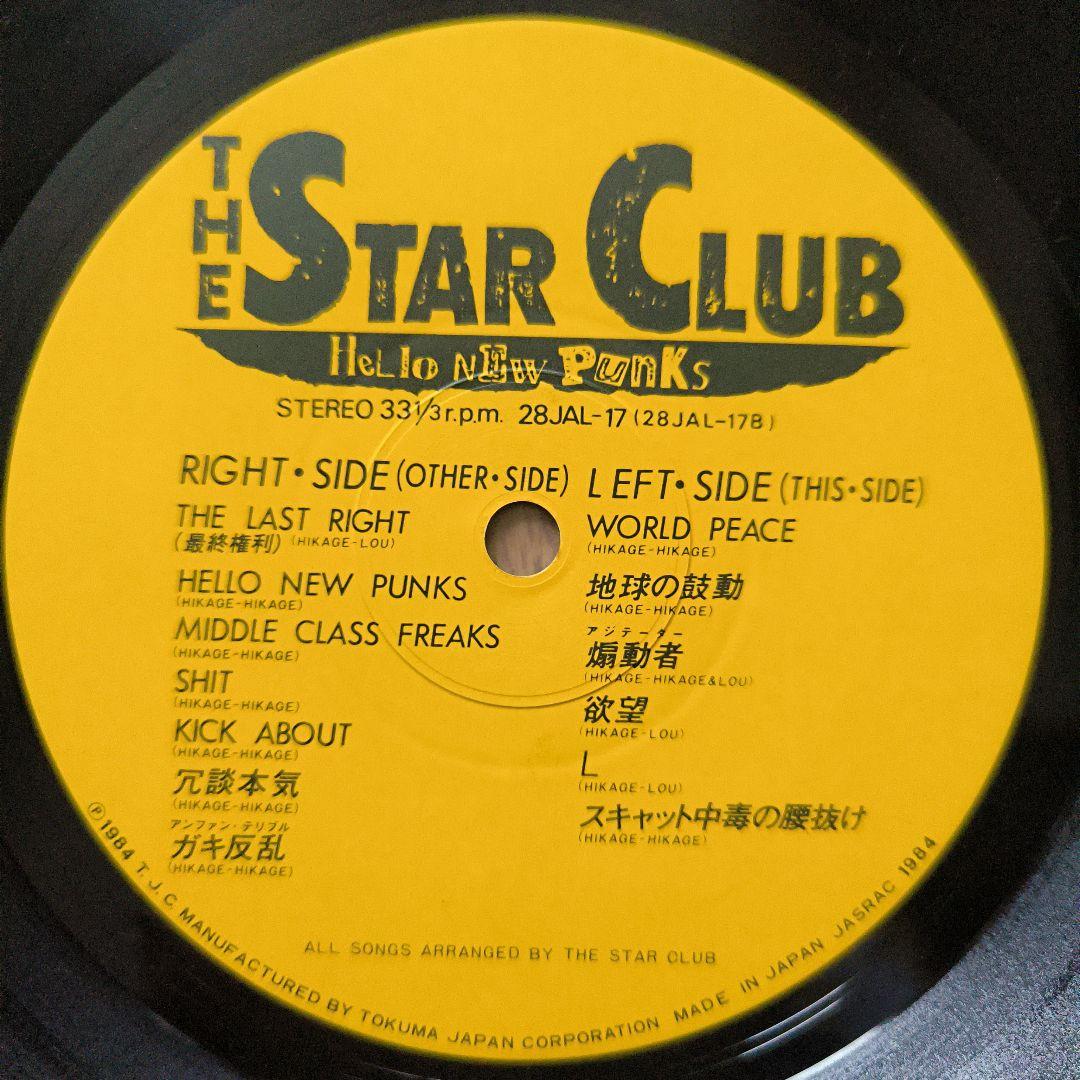 THE STAR CLUB
HeLlo NEW PunKs
STEREO 33 1/3 r.p.m. 28JAL-17 (28JAL-17B)
RIGHT・SIDE (OTHER・SIDE)
THE LAST RIGHT
(最終権利) (HIKAGE-LOU)
HELLO NEW PUNKS
(HIKAGE-HIKAGE)
MIDDLE CLASS FREAKS
(HIKAGE-HIKAGE)
SHIT
(HIKAGE-HIKAGE)
KICK ABOUT
(HIKAGE-HIKAGE)
冗談本気
(HIKAGE-HIKAGE)
アンファン・テリブル
ガキ反乱
(HIKAGE-HIKAGE)
LEFT・SIDE (THIS・SIDE)
WORLD PEACE
(HIKAGE-HIKAGE)
地球の鼓動
(HIKAGE-HIKAGE)
アジテーター
煽動者
(HIKAGE-HIKAGE&LOU)
欲望
(HIKAGE-LOU)
L
(HIKAGE-LOU)
スキャット中毒の腰抜け
(HIKAGE-HIKAGE)
ALL SONGS ARRANGED BY THE STAR CLUB
Ⓟ1984 T.J.C. MANUFACTURED BY TOKUMA JAPAN CORPORATION MADE IN JAPAN JASRAC 1984